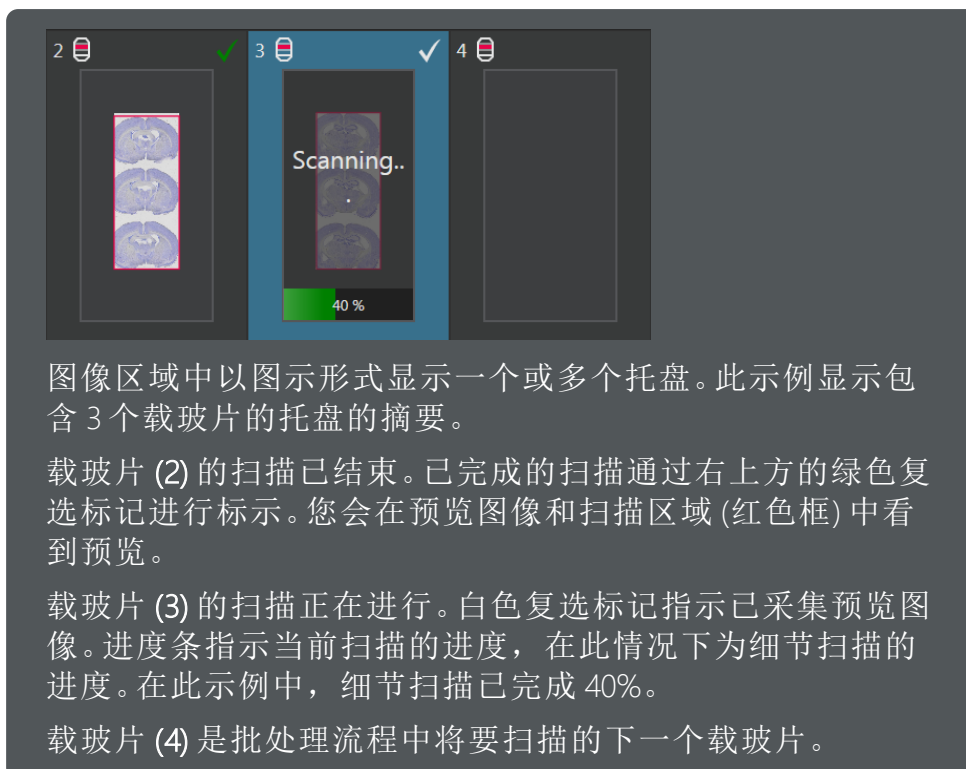 2 3 4
Scanning..
40 %
图像区域中以图示形式显示一个或多个托盘。此示例显示包
含 3 个载玻片的托盘的摘要。
载玻片 (2) 的扫描已结束。已完成的扫描通过右上方的绿色复
选标记进行标示。您会在预览图像和扫描区域 (红色框) 中看
到预览。
载玻片 (3) 的扫描正在进行。白色复选标记指示已采集预览图
像。进度条指示当前扫描的进度，在此情况下为细节扫描的
进度。在此示例中，细节扫描已完成 40%。
载玻片 (4) 是批处理流程中将要扫描的下一个载玻片。